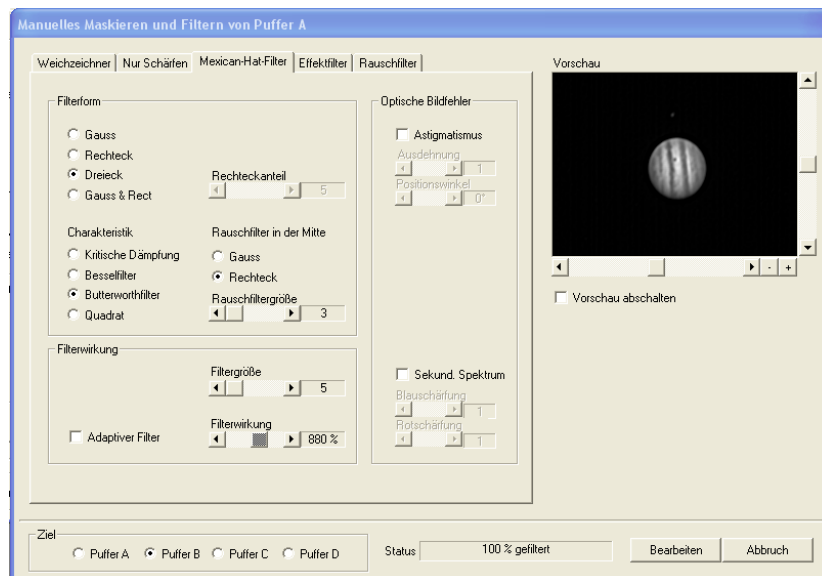 Manuelles Maskieren und Filtern von Puffer A
Weichzeichner Nur Schärfen Mexican-Hat-Filter Effektfilter Rauschfilter
Vorschau
Filterform
Gauss
Rechteck
Dreieck
Gauss & Rect
Rechteckanteil
5
Charakteristik
Kritische Dämpfung
Besselfilter
Butterworthfilter
Quadrat
Rauschfilter in der Mitte
Gauss
Rechteck
Rauschfiltergröße
3
Optische Bildfehler
Astigmatismus
Ausdehnung
1
Positionswinkel
0°
Sekund. Spektrum
Blauschärfung
1
Rotschärfung
1
Filterwirkung
Filtergröße
5
Adaptiver Filter
Filterwirkung
880 %
- +
Vorschau abschalten
Ziel
Puffer A Puffer B Puffer C Puffer D
Status 100 % gefiltert
Bearbeiten Abbruch